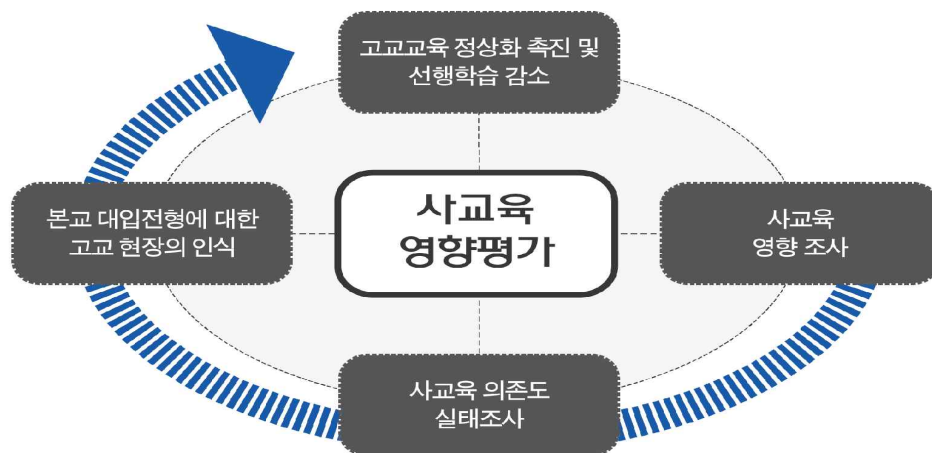 고교교육 정상화 촉진 및
선행학습 감소
본교 대입전형에 대한
고교 현장의 인식
사교육
영향평가
사교육
영향 조사
사교육 의존도
실태조사